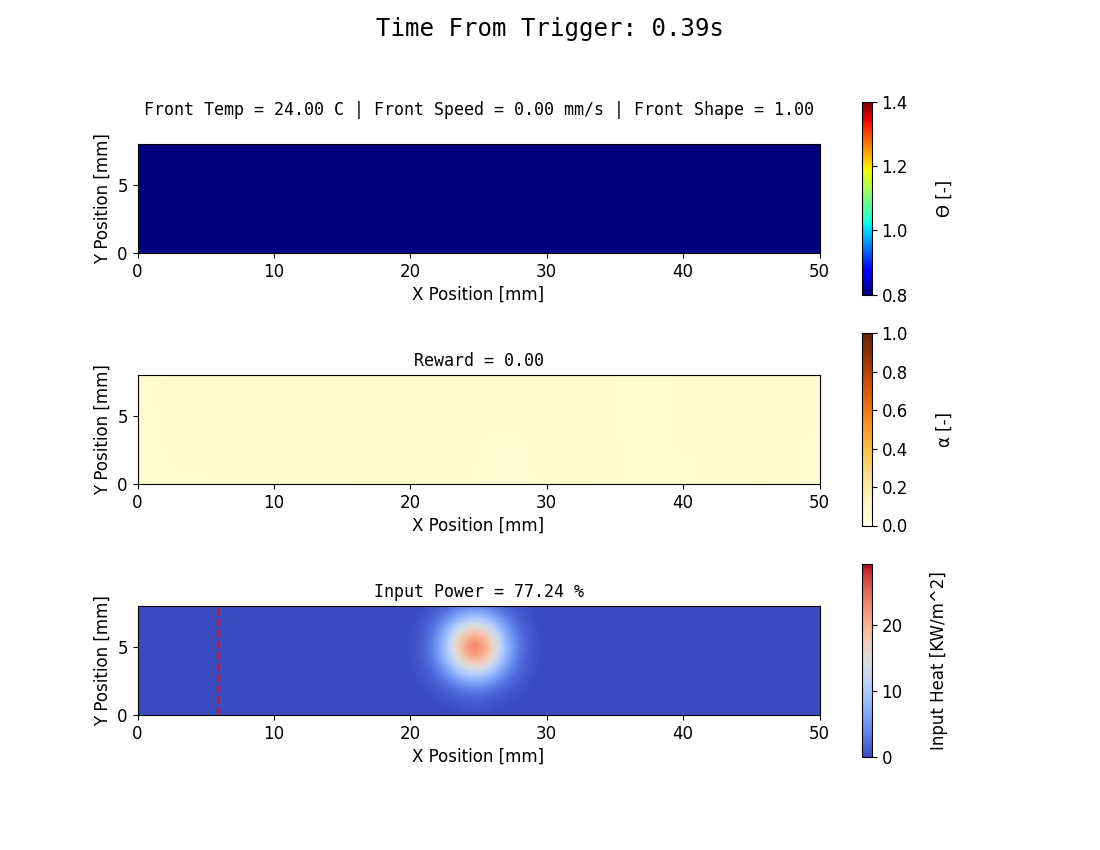 Time From Trigger: 0.39s
Front Temp = 24.00 C | Front Speed = 0.00 mm/s | Front Shape = 1.00
Y Position [mm]
5
0
0 10 20 30 40 50
X Position [mm]
1.4
1.2
1.0
0.8
Θ [-]
Reward = 0.00
Y Position [mm]
5
0
0 10 20 30 40 50
X Position [mm]
1.0
0.8
0.6
0.4
0.2
0.0
α [-]
Input Power = 77.24 %
Y Position [mm]
5
0
0 10 20 30 40 50
X Position [mm]
20
10
0
Input Heat [KW/m^2]